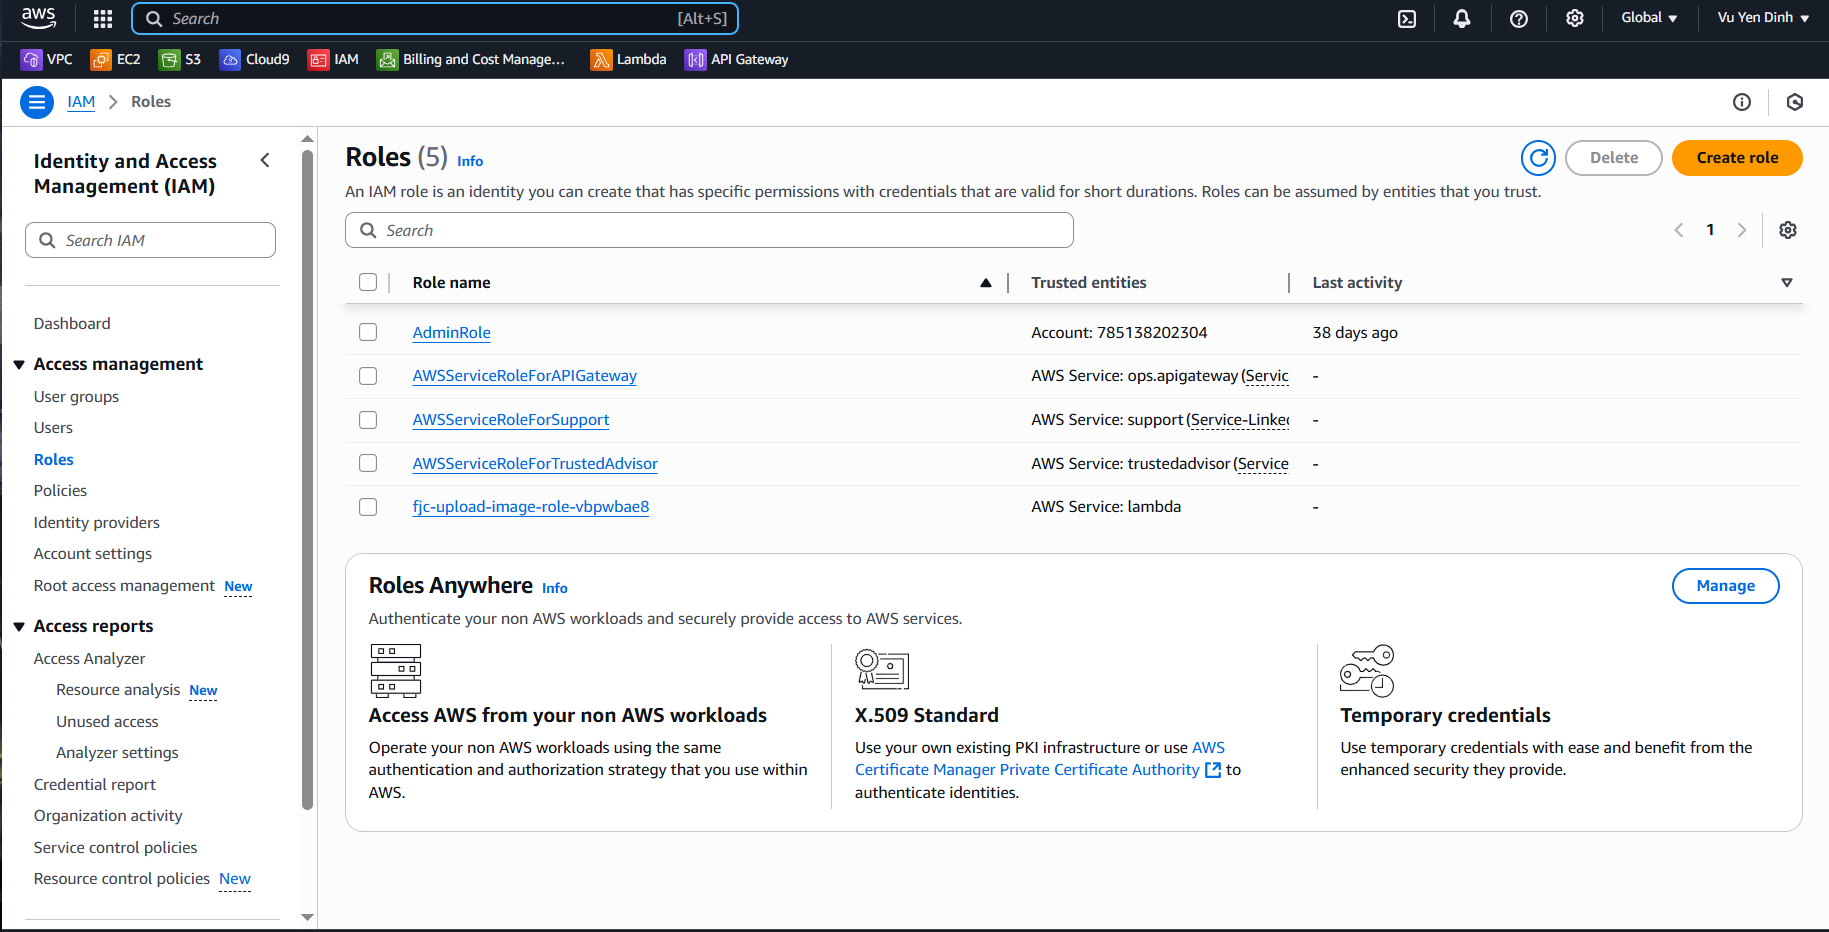 aws
Search [Alt+S]
Global Vu Yen Dinh
VPC EC2 S3 Cloud9 IAM Billing and Cost Manage... Lambda API Gateway
IAM > Roles
Identity and Access
Management (IAM)
Search IAM
Dashboard
Access management
User groups
Users
Roles
Policies
Identity providers
Account settings
Root access management New
Access reports
Access Analyzer
Resource analysis New
Unused access
Analyzer settings
Credential report
Organization activity
Service control policies
Resource control policies New
Roles (5) Info
Delete
Create role
An IAM role is an identity you can create that has specific permissions with credentials that are valid for short durations. Roles can be assumed by entities that you trust.
Search
1
Role name Trusted entities Last activity
AdminRole Account: 785138202304 38 days ago
AWSServiceRoleForAPIGateway AWS Service: ops.apigateway (Servic -
AWSServiceRoleForSupport AWS Service: support (Service-Linked -
AWSServiceRoleForTrustedAdvisor AWS Service: trustedadvisor (Service -
fjc-upload-image-role-vbpwbae8 AWS Service: lambda -
Roles Anywhere Info
Manage
Authenticate your non AWS workloads and securely provide access to AWS services.
Access AWS from your non AWS workloads
Operate your non AWS workloads using the same
authentication and authorization strategy that you use within
AWS.
X.509 Standard
Use your own existing PKI infrastructure or use AWS
Certificate Manager Private Certificate Authority to
authenticate identities.
Temporary credentials
Use temporary credentials with ease and benefit from the
enhanced security they provide.